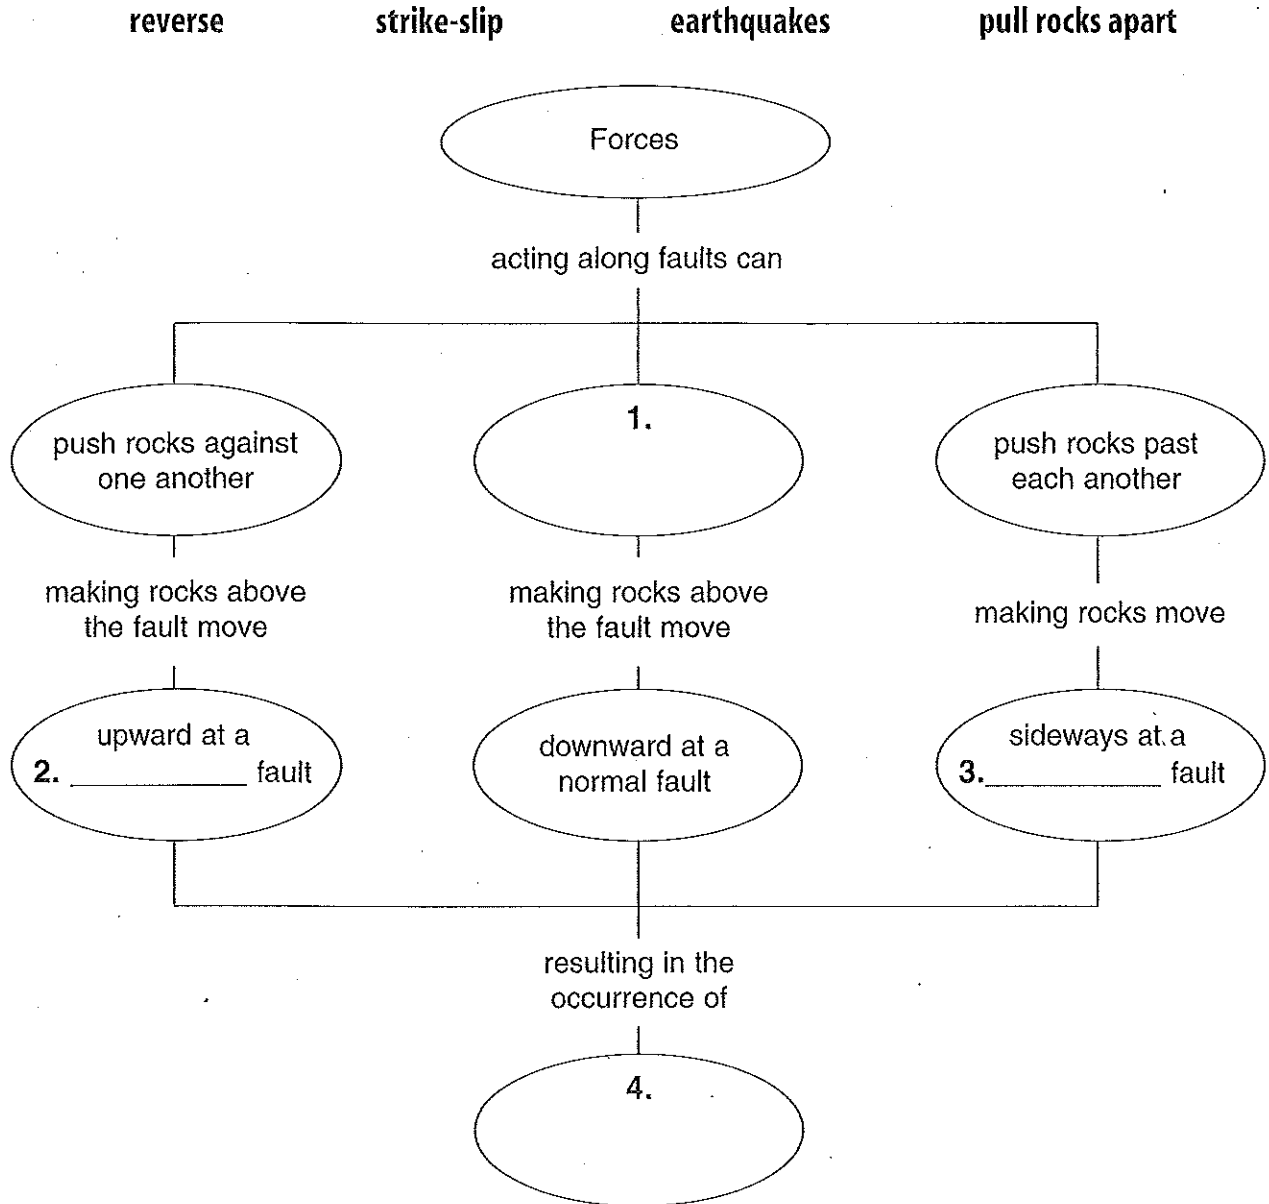 reverse strike-slip earthquakes pull rocks apart
Forces
acting along faults can
push rocks against
one another
1.
push rocks past
each another
making rocks above
the fault move
making rocks above
the fault move
making rocks move
upward at a
2. ____________ fault
downward at a
normal fault
sideways at a
3. ____________ fault
resulting in the
occurrence of
4.